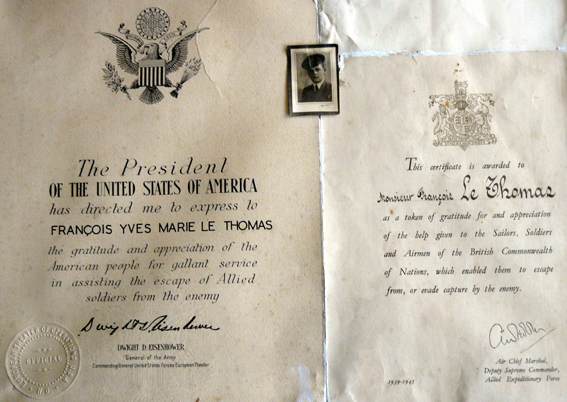 The President
OF THE UNITED STATES OF AMERICA
has directed me to express to
FRANÇOIS YVES MARIE LE THOMAS
the gratitude and appreciation of the
American people for gallant service
in assisting the escape of Allied
soldiers from the enemy
Dwight D. Eisenhower
DWIGHT D. EISENHOWER
General of the Army
Commanding General United States Forces European Theater
OFFICIAL
This certificate is awarded to
Monsieur François Le Thomas
as a token of gratitude for and appreciation
of the help given to the Sailors, Soldiers
and Airmen of the British Commonwealth
of Nations, which enabled them to escape
from, or evade capture by the enemy.
Air Chief Marshal,
Deputy Supreme Commander,
Allied Expeditionary Force
1939-1945